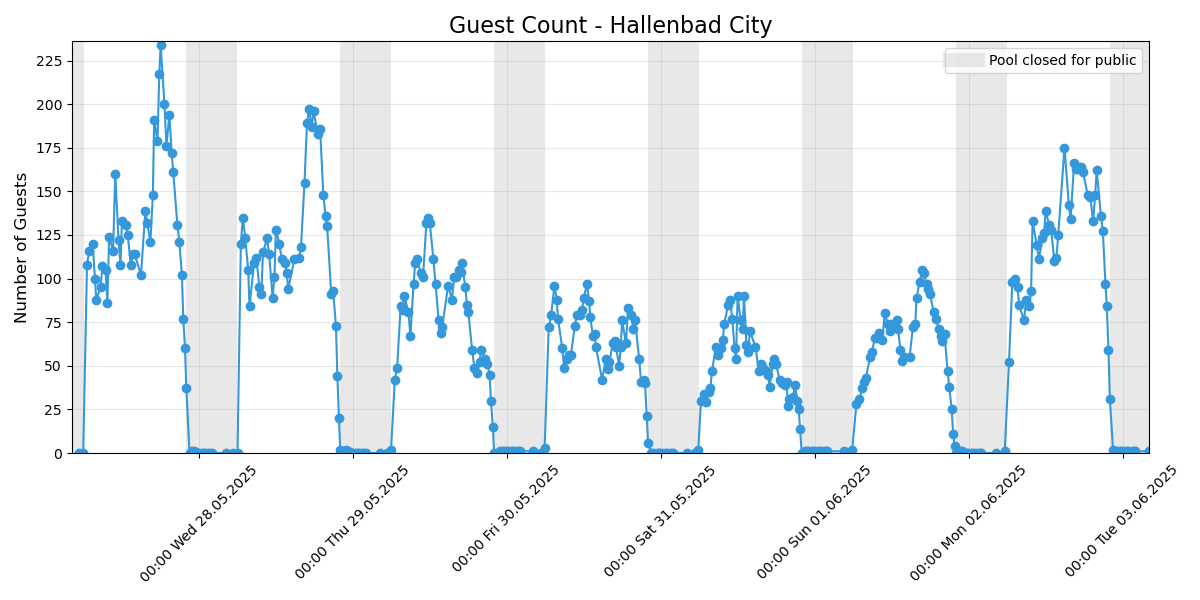 Guest Count - Hallenbad City
Pool closed for public
Number of Guests
225
200
175
150
125
100
75
50
25
0
00:00 Wed 28.05.2025
00:00 Thu 29.05.2025
00:00 Fri 30.05.2025
00:00 Sat 31.05.2025
00:00 Sun 01.06.2025
00:00 Mon 02.06.2025
00:00 Tue 03.06.2025